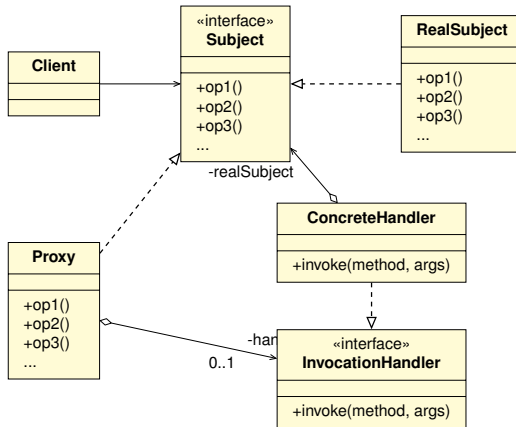 «interface»
Subject
+op1()
+op2()
+op3()
...
RealSubject
+op1()
+op2()
+op3()
...
Client
-realSubject
ConcreteHandler
+invoke(method, args)
Proxy
+op1()
+op2()
+op3()
...
-han
0..1
«interface»
InvocationHandler
+invoke(method, args)